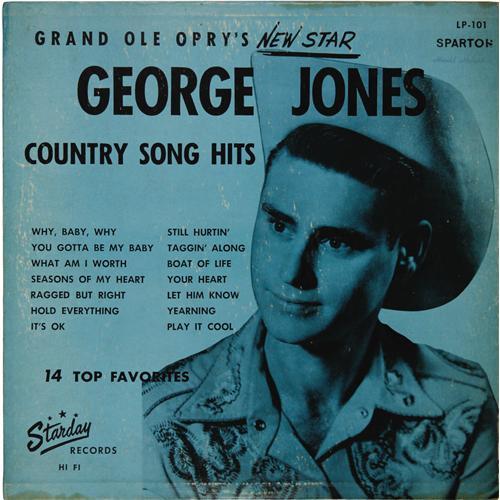 LP-101
GRAND OLE OPRY'S NEW STAR
SPARTON
GEORGE JONES
COUNTRY SONG HITS
WHY, BABY, WHY
YOU GOTTA BE MY BABY
WHAT AM I WORTH
SEASONS OF MY HEART
RAGGED BUT RIGHT
HOLD EVERYTHING
IT'S OK
STILL HURTIN'
TAGGIN' ALONG
BOAT OF LIFE
YOUR HEART
LET HIM KNOW
YEARNING
PLAY IT COOL
14 TOP FAVORITES
Starday
RECORDS
HI FI